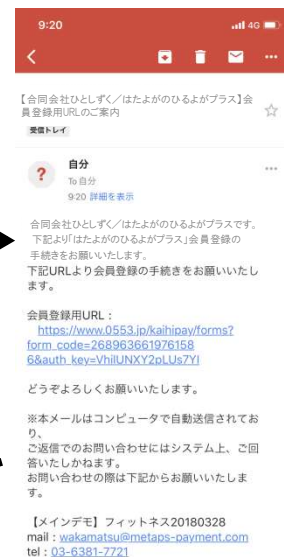 9:20
4G
【合同会社ひとしずく／はたよがのひるよがプラス】会
員登録用URLのご案内
受信トレイ
?
自分
To 自分
9:20 詳細を表示
合同会社ひとしずく／はたよがのひるよがプラスです。
下記より「はたよがのひるよがプラス」会員登録の
手続きをお願いいたします。
下記URLより会員登録の手続きをお願いいたし
ます。
会員登録用URL：
https://www.0553.jp/kaihipay/forms?
form_code=268963661976158
6&auth_key=VhilUNXY2pLUs7YI
どうぞよろしくお願いいたします。
※本メールはコンピュータで自動送信されてお
り、
ご返信でのお問い合わせにはシステム上、ご回
答いたしかねます。
お問い合わせの際は下記からお願いいたしま
す。
【メインデモ】フィットネス20180328
mail : wakamatsu@metaps-payment.com
tel : 03-6381-7721